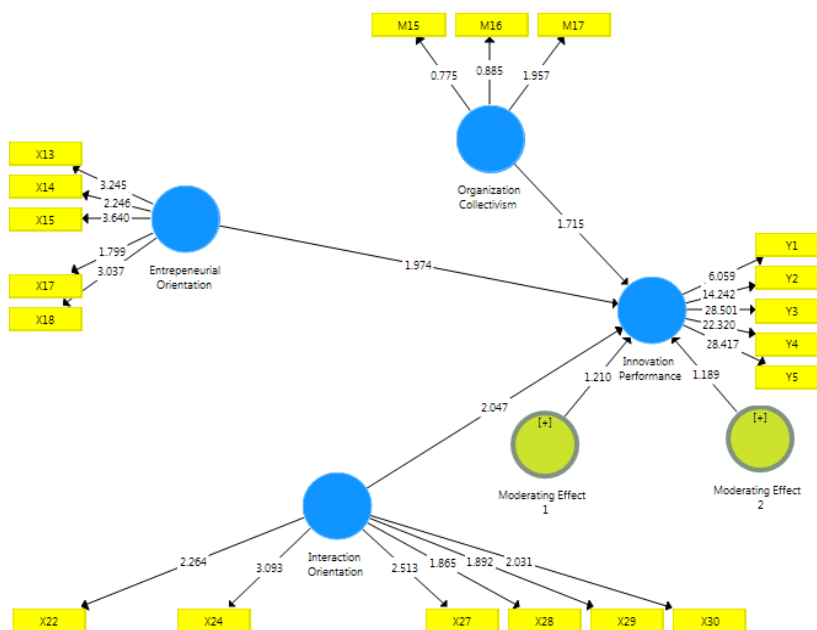 M15
M16
M17
0.775
0.885
1.957
Organization
Collectivism
1.715
X13
X14
X15
X17
X18
3.245
2.246
3.640
1.799
3.037
Entrepeneurial
Orientation
1.974
Y1
Y2
Y3
Y4
Y5
6.059
14.242
28.501
22.320
28.417
Innovation
Performance
2.047
1.210
1.189
[+]
Moderating Effect
1
[+]
Moderating Effect
2
Interaction
Orientation
2.264
3.093
2.513
1.865
1.892
2.031
X22
X24
X27
X28
X29
X30